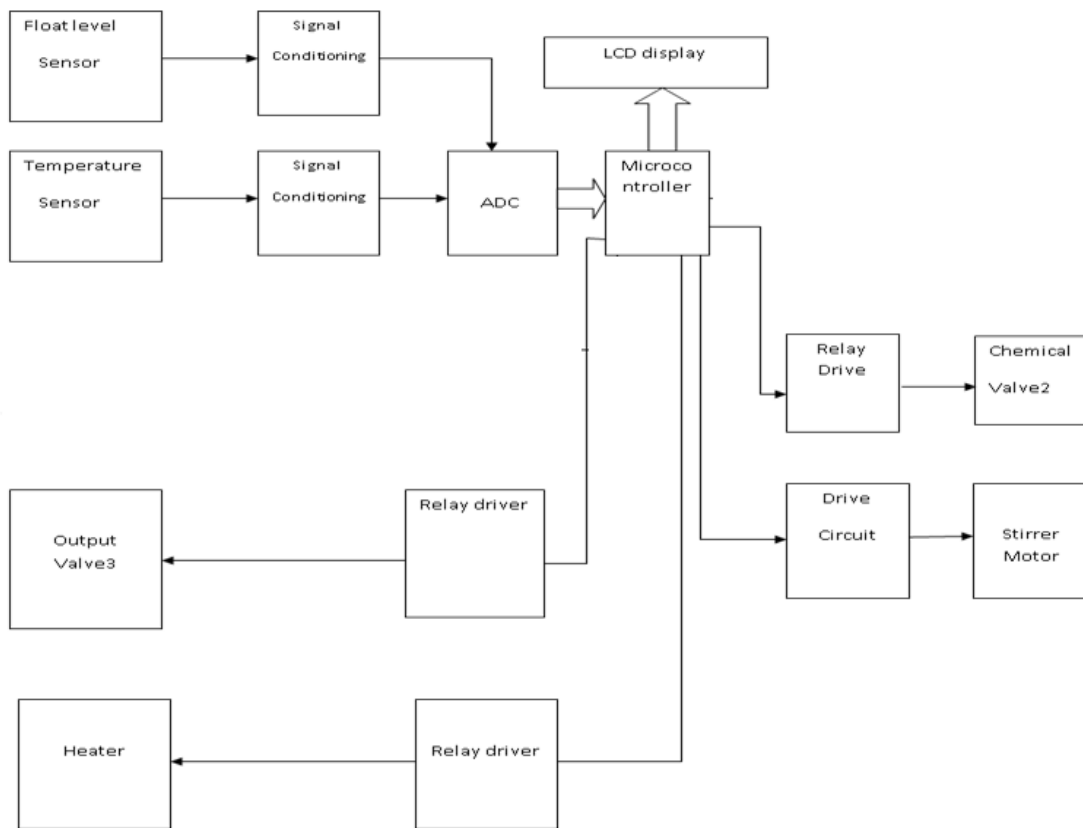 Float level
Sensor
Signal
Conditioning
LCD display
Temperature
Sensor
Signal
Conditioning
ADC
Microco
ntroller
Relay
Drive
Chemical
Valve2
Output
Valve3
Relay driver
Drive
Circuit
Stirrer
Motor
Heater
Relay driver